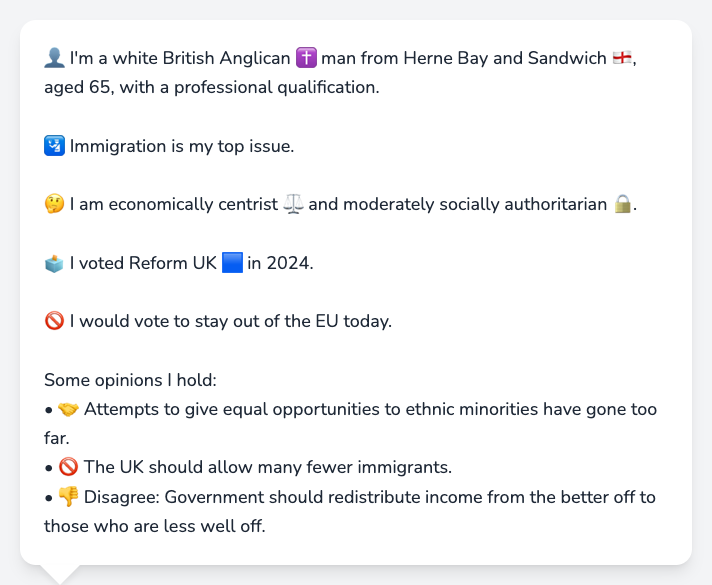 👤 I'm a white British Anglican ✝️ man from Herne Bay and Sandwich 🏴󠁧󠁢󠁥󠁮󠁧󠁿,
aged 65, with a professional qualification.
🛂 Immigration is my top issue.
🤔 I am economically centrist ⚖️ and moderately socially authoritarian 🔒.
🗳️ I voted Reform UK 🟦 in 2024.
🚫 I would vote to stay out of the EU today.
Some opinions I hold:
• 🤝 Attempts to give equal opportunities to ethnic minorities have gone too
far.
• 🚫 The UK should allow many fewer immigrants.
• 👎 Disagree: Government should redistribute income from the better off to
those who are less well off.